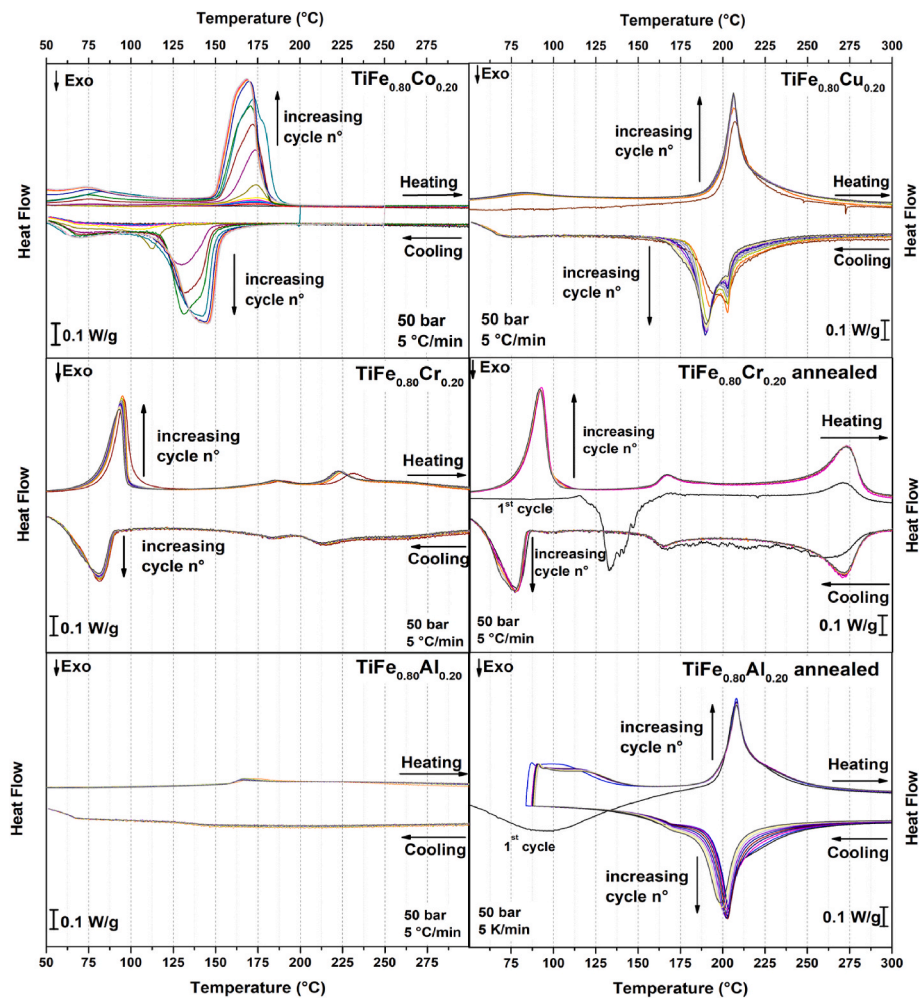 Temperature (°C)
Temperature (°C)
50 75 100 125 150 175 200 225 250 275
75 100 125 150 175 200 225 250 275 300
Exo
TiFe0.80Co0.20
increasing
cycle n°
Heating
Cooling
increasing
cycle n°
0.1 W/g
50 bar
5 °C/min
Heat Flow
Exo
TiFe0.80Cu0.20
increasing
cycle n°
Heating
Cooling
increasing
cycle n°
0.1 W/g
50 bar
5 °C/min
Heat Flow
Exo
TiFe0.80Cr0.20
increasing
cycle n°
Heating
increasing
cycle n°
Cooling
0.1 W/g
50 bar
5 °C/min
Heat Flow
Exo
TiFe0.80Cr0.20 annealed
Heating
increasing
cycle n°
1st cycle
increasing
cycle n°
Cooling
0.1 W/g
50 bar
5 °C/min
Heat Flow
Exo
TiFe0.80Al0.20
Heating
Cooling
0.1 W/g
50 bar
5 °C/min
Heat Flow
Exo
TiFe0.80Al0.20 annealed
increasing
cycle n°
Heating
1st cycle
Cooling
increasing
cycle n°
0.1 W/g
50 bar
5 K/min
Heat Flow
50 75 100 125 150 175 200 225 250 275
75 100 125 150 175 200 225 250 275 300
Temperature (°C)
Temperature (°C)